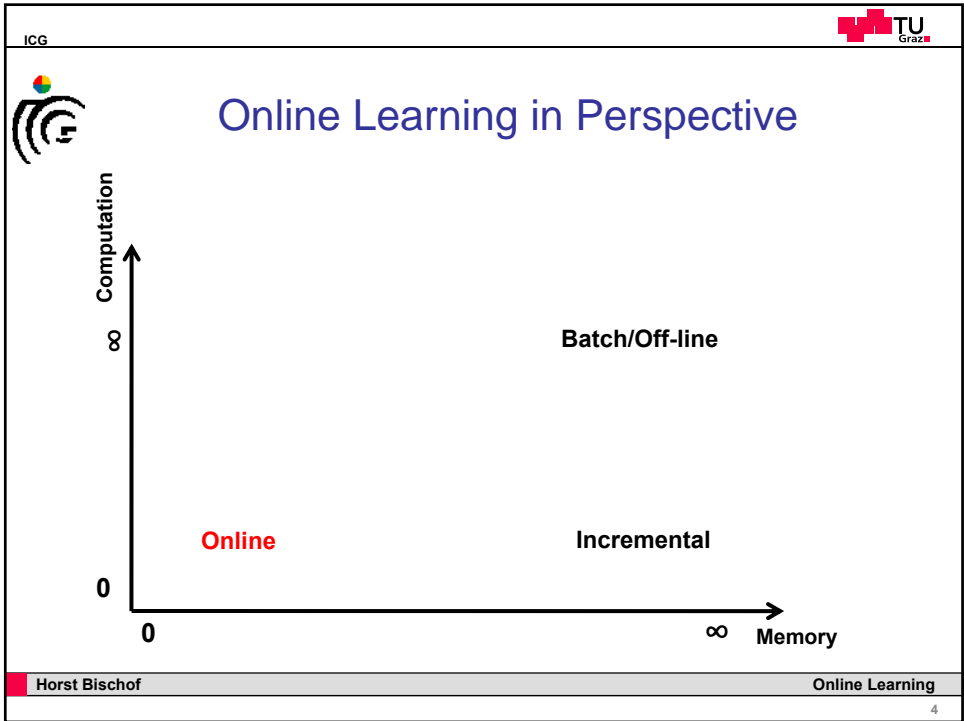 ICG
TU
Graz
Online Learning in Perspective
Computation
∞
Batch/Off-line
Online
Incremental
0
0
∞
Memory
Horst Bischof
Online Learning
4